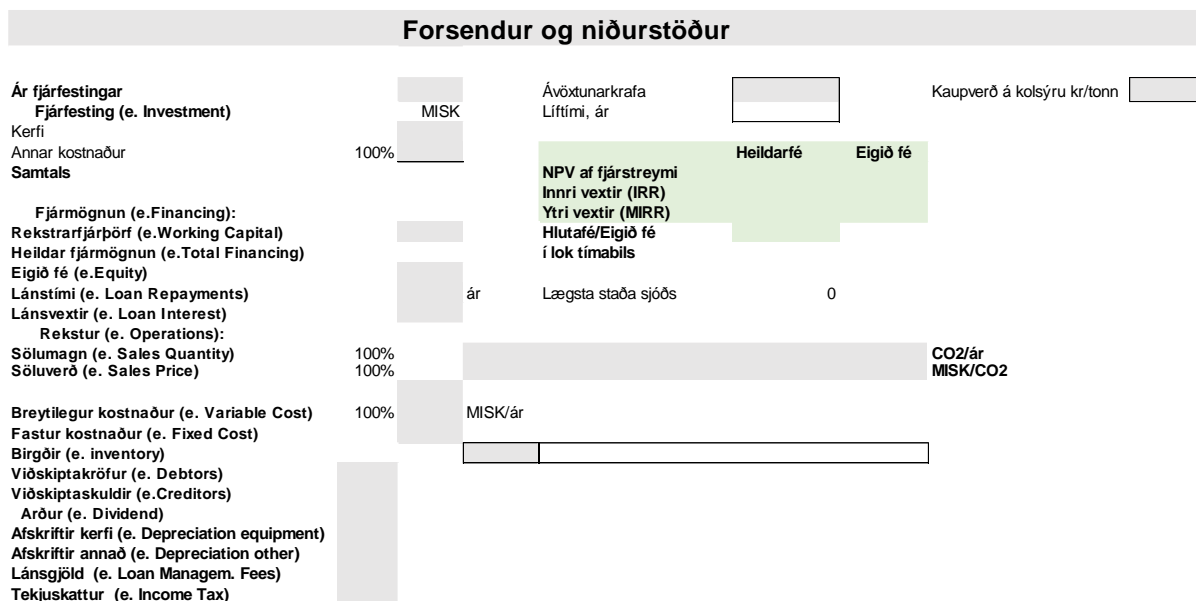 Forsendur og niðurstöður
Ár fjárfestingar Ávöxtunarkrafa Kaupverð á kolsýru kr/tonn
Fjárfesting (e. Investment) MISK Líftími, ár
Kerfi
Annar kostnaður 100% Heildarfé Eigið fé
Samtals NPV af fjárstreymi
Innri vextir (IRR)
Fjármögnun (e.Financing): Ytri vextir (MIRR)
Rekstrarfjárþörf (e.Working Capital) Hlutafé/Eigið fé
Heildar fjármögnun (e.Total Financing) í lok tímabils
Eigið fé (e.Equity)
Lánstími (e. Loan Repayments) ár Lægsta staða sjóðs 0
Lánsvextir (e. Loan Interest)
Rekstur (e. Operations):
Sölumagn (e. Sales Quantity) 100% CO2/ár
Söluverð (e. Sales Price) 100% MISK/CO2
Breytilegur kostnaður (e. Variable Cost) 100% MISK/ár
Fastur kostnaður (e. Fixed Cost)
Birgðir (e. inventory)
Viðskiptakröfur (e. Debtors)
Viðskiptaskuldir (e.Creditors)
Arður (e. Dividend)
Afskriftir kerfi (e. Depreciation equipment)
Afskriftir annað (e. Depreciation other)
Lánsgjöld (e. Loan Managem. Fees)
Tekjuskattur (e. Income Tax)